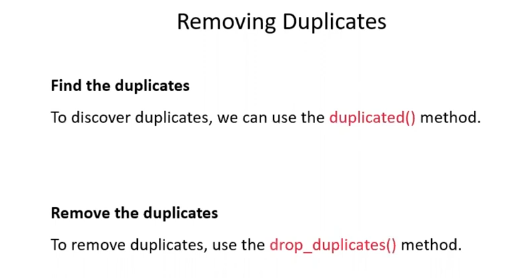 Removing Duplicates
Find the duplicates
To discover duplicates, we can use the duplicated() method.
Remove the duplicates
To remove duplicates, use the drop_duplicates() method.